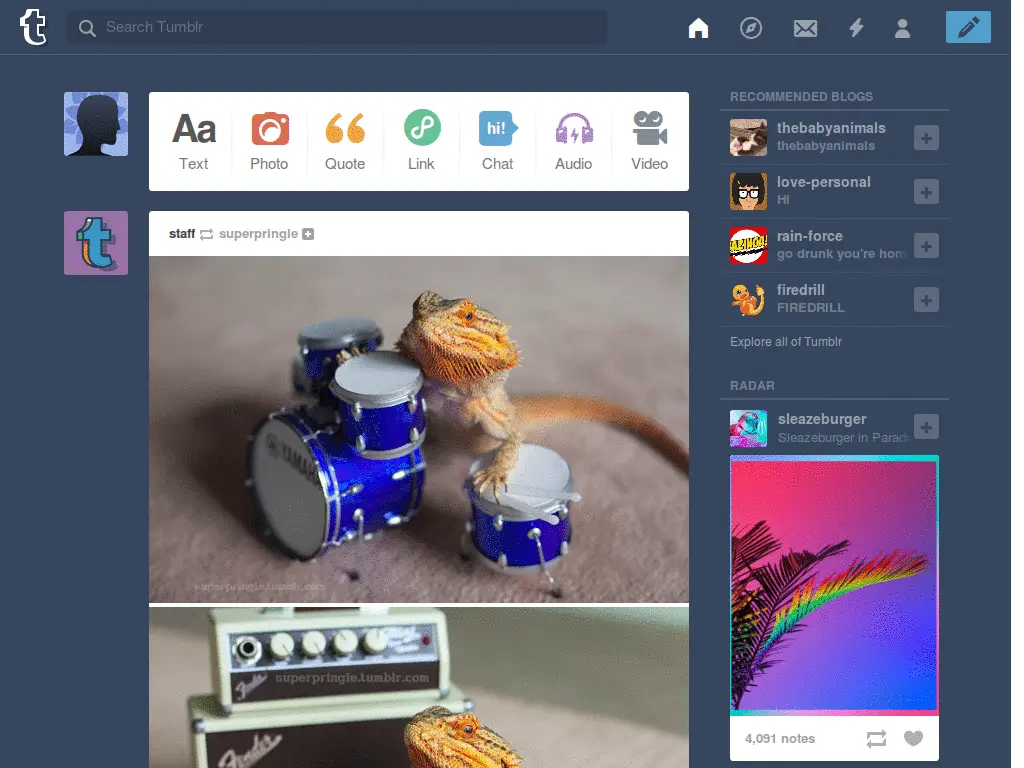 t
Search Tumblr
Aa
Text
Photo
Quote
Link
hi!
Chat
Audio
Video
t
staff superpringle
YAMAH
superpringle.tumblr.com
Fender
superpringle.tumblr.com
Fender
RECOMMENDED BLOGS
thebabyanimals
thebabyanimals
love-personal
HI
rain-force
go drunk you're hom
firedrill
FIREDRILL
Explore all of Tumblr
RADAR
sleazeburger
Sleazeburger in Parad
4,091 notes